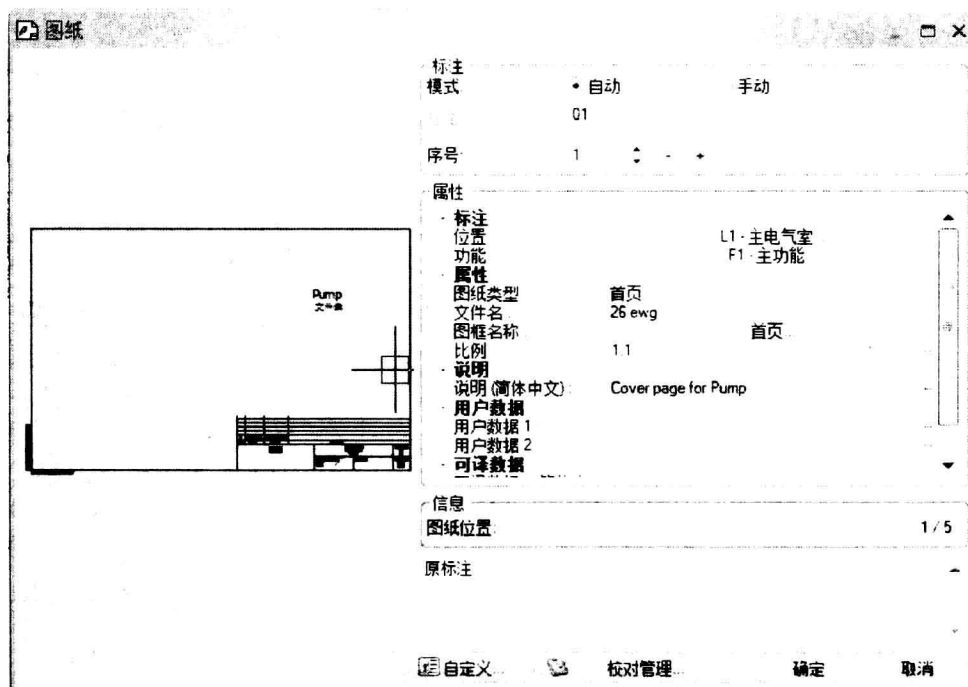 图纸
Pump
文件集
标注
模式 自动 手动
01
序号: 1 - +
属性
标注
位置 L1 - 主电气室
功能 F1 - 主功能
属性
图纸类型 首页
文件名 26 ewg
图框名称 首页
比例 1:1
说明
说明 (简体中文): Cover page for Pump
用户数据
用户数据 1
用户数据 2
可译数据
信息
图纸位置: 1 / 5
原标注
自定义... 校对管理... 确定 取消